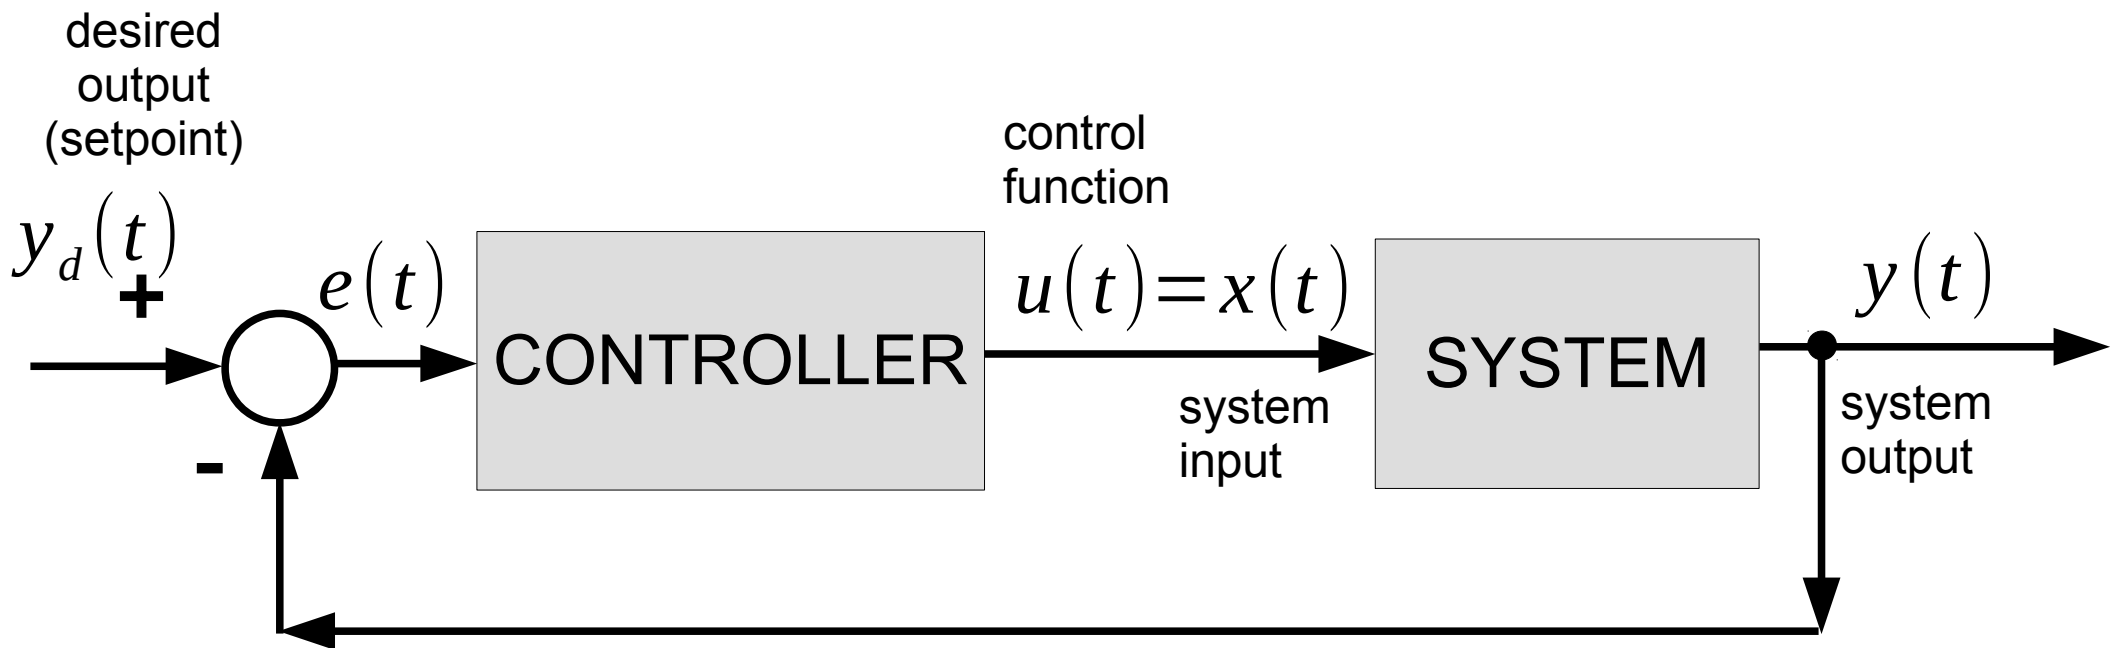 desired
output
(setpoint)
y_d(t)
+
e(t)
CONTROLLER
-
control
function
u(t)=x(t)
system
input
SYSTEM
y(t)
system
output